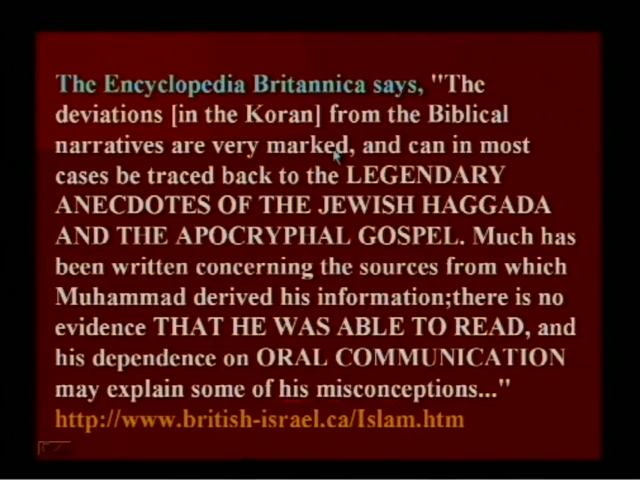 The Encyclopedia Britannica says, "The
deviations [in the Koran] from the Biblical
narratives are very marked, and can in most
cases be traced back to the LEGENDARY
ANECDOTES OF THE JEWISH HAGGADA
AND THE APOCRYPHAL GOSPEL. Much has
been written concerning the sources from which
Muhammad derived his information;there is no
evidence THAT HE WAS ABLE TO READ, and
his dependence on ORAL COMMUNICATION
may explain some of his misconceptions..."
http://www.british-israel.ca/Islam.htm